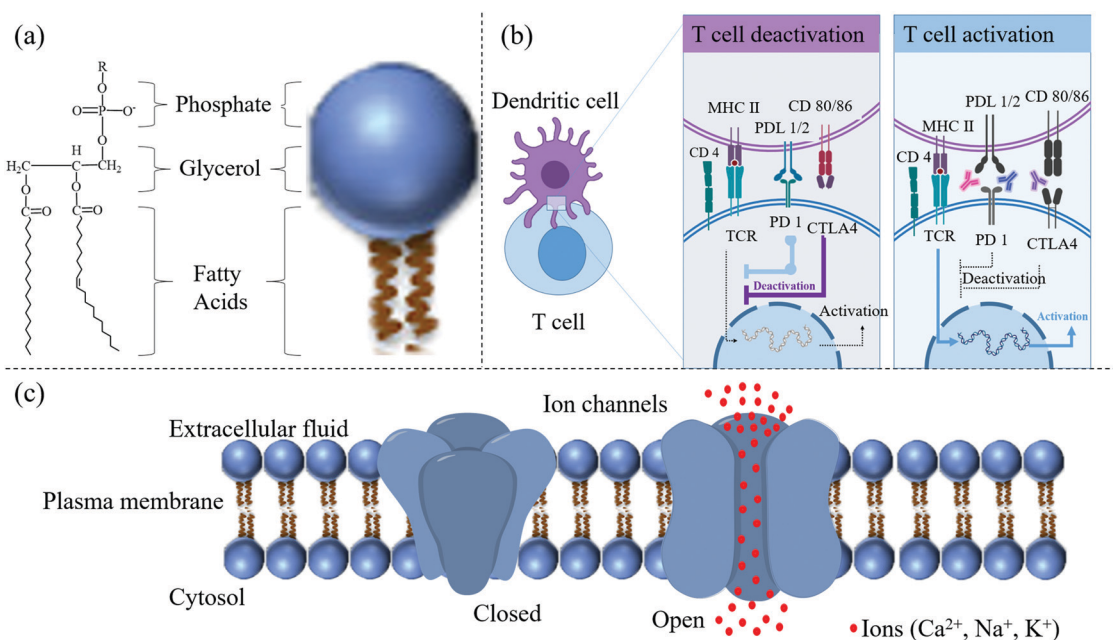 (a)
R
O
O=P-O-
O
H
H₂C
CH₂
O
O
C=O
C=O
Phosphate
Glycerol
Fatty
Acids
(b)
Dendritic cell
T cell
T cell deactivation
MHC II
CD 80/86
PDL 1/2
CD 4
TCR
PD 1
CTLA4
Deactivation
Activation
T cell activation
PDL 1/2
CD 80/86
MHC II
CD 4
TCR
PD 1
CTLA4
Deactivation
Activation
(c)
Ion channels
Extracellular fluid
Plasma membrane
Cytosol
Closed
Open
Ions (Ca²⁺, Na⁺, K⁺)